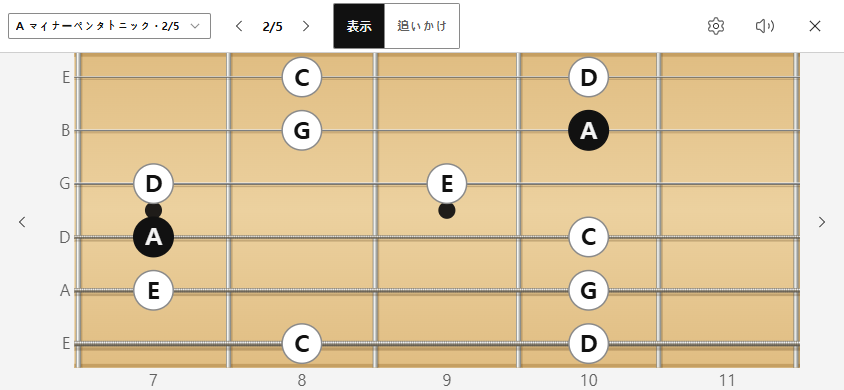 A マイナーペンタトニック・2/5 2/5 表示 追いかけ
E C D
B G A
G D E
D A C
A E G
E C D
7 8 9 10 11